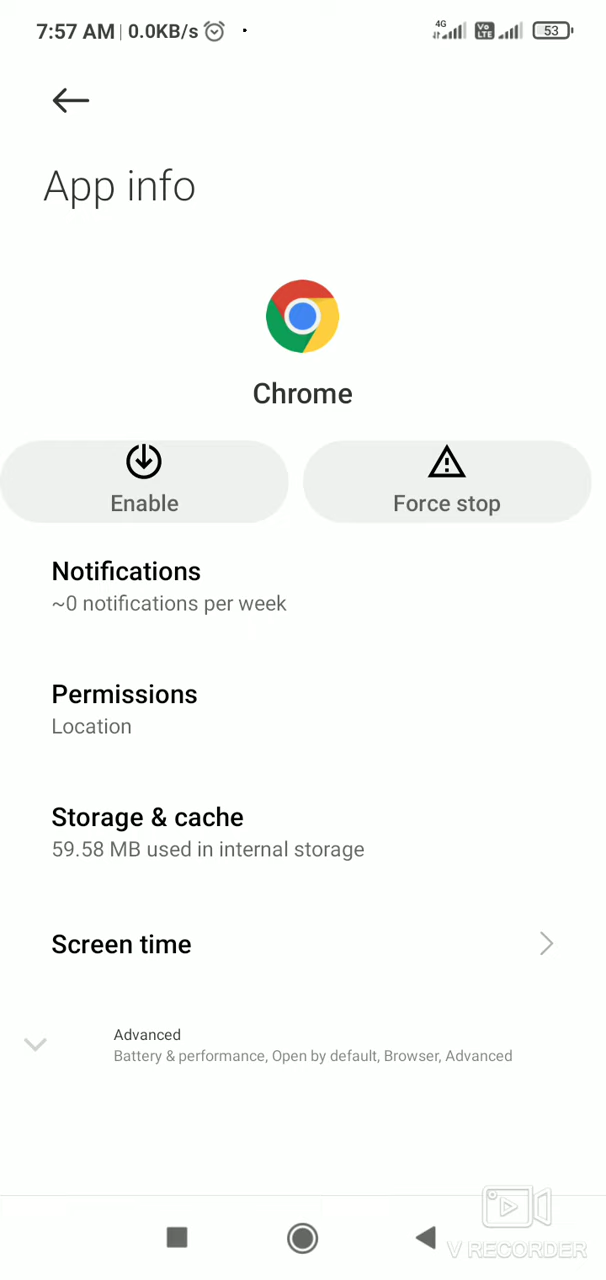 7:57 AM | 0.0KB/s
4G
Vo LTE
53
App info
Chrome
Enable
Force stop
Notifications
~0 notifications per week
Permissions
Location
Storage & cache
59.58 MB used in internal storage
Screen time
Advanced
Battery & performance, Open by default, Browser, Advanced
V RECORDER